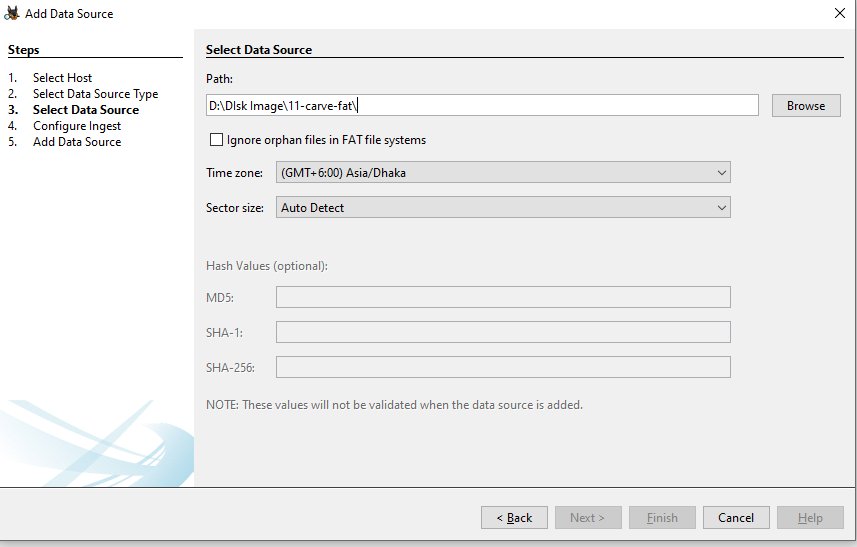 Add Data Source
Steps
1. Select Host
2. Select Data Source Type
3. Select Data Source
4. Configure Ingest
5. Add Data Source
Select Data Source
Path:
D:\DIsk Image\11-carve-fat\
Browse
Ignore orphan files in FAT file systems
Time zone: (GMT+6:00) Asia/Dhaka
Sector size: Auto Detect
Hash Values (optional):
MD5:
SHA-1:
SHA-256:
NOTE: These values will not be validated when the data source is added.
< Back Next > Finish Cancel Help